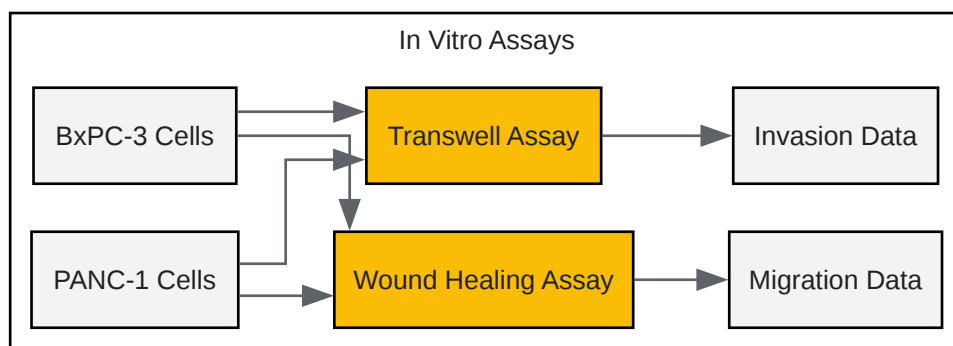 In Vitro Assays
BxPC-3 Cells
Transwell Assay
Invasion Data
PANC-1 Cells
Wound Healing Assay
Migration Data